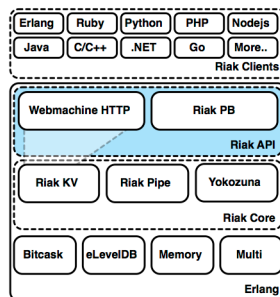 Erlang Ruby Python PHP Nodejs
Java C/C++ .NET Go More..
Riak Clients
Webmachine HTTP Riak PB
Riak API
Riak KV Riak Pipe Yokozuna
Riak Core
Bitcask eLevelDB Memory Multi
Erlang